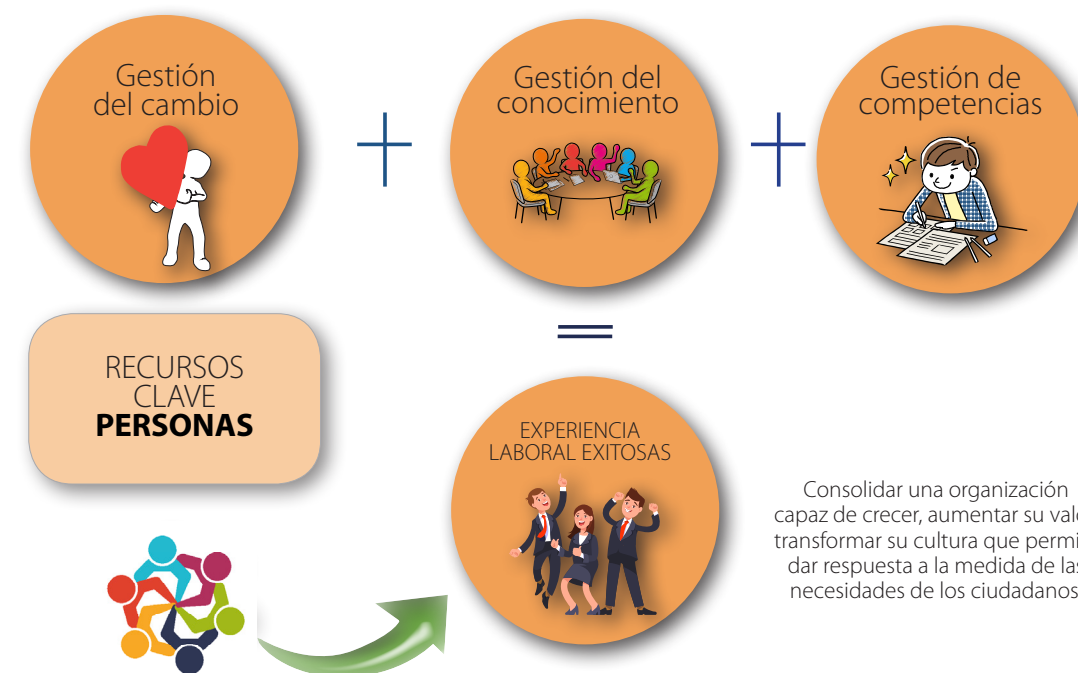 Gestión
del cambio
Gestión del
conocimiento
Gestión de
competencias
RECURSOS
CLAVE
PERSONAS
EXPERIENCIA
LABORAL EXITOSAS
Consolidar una organización
capaz de crecer, aumentar su
transformar su cultura que
dar respuesta a la medida de
necesidades de los ciudadanos